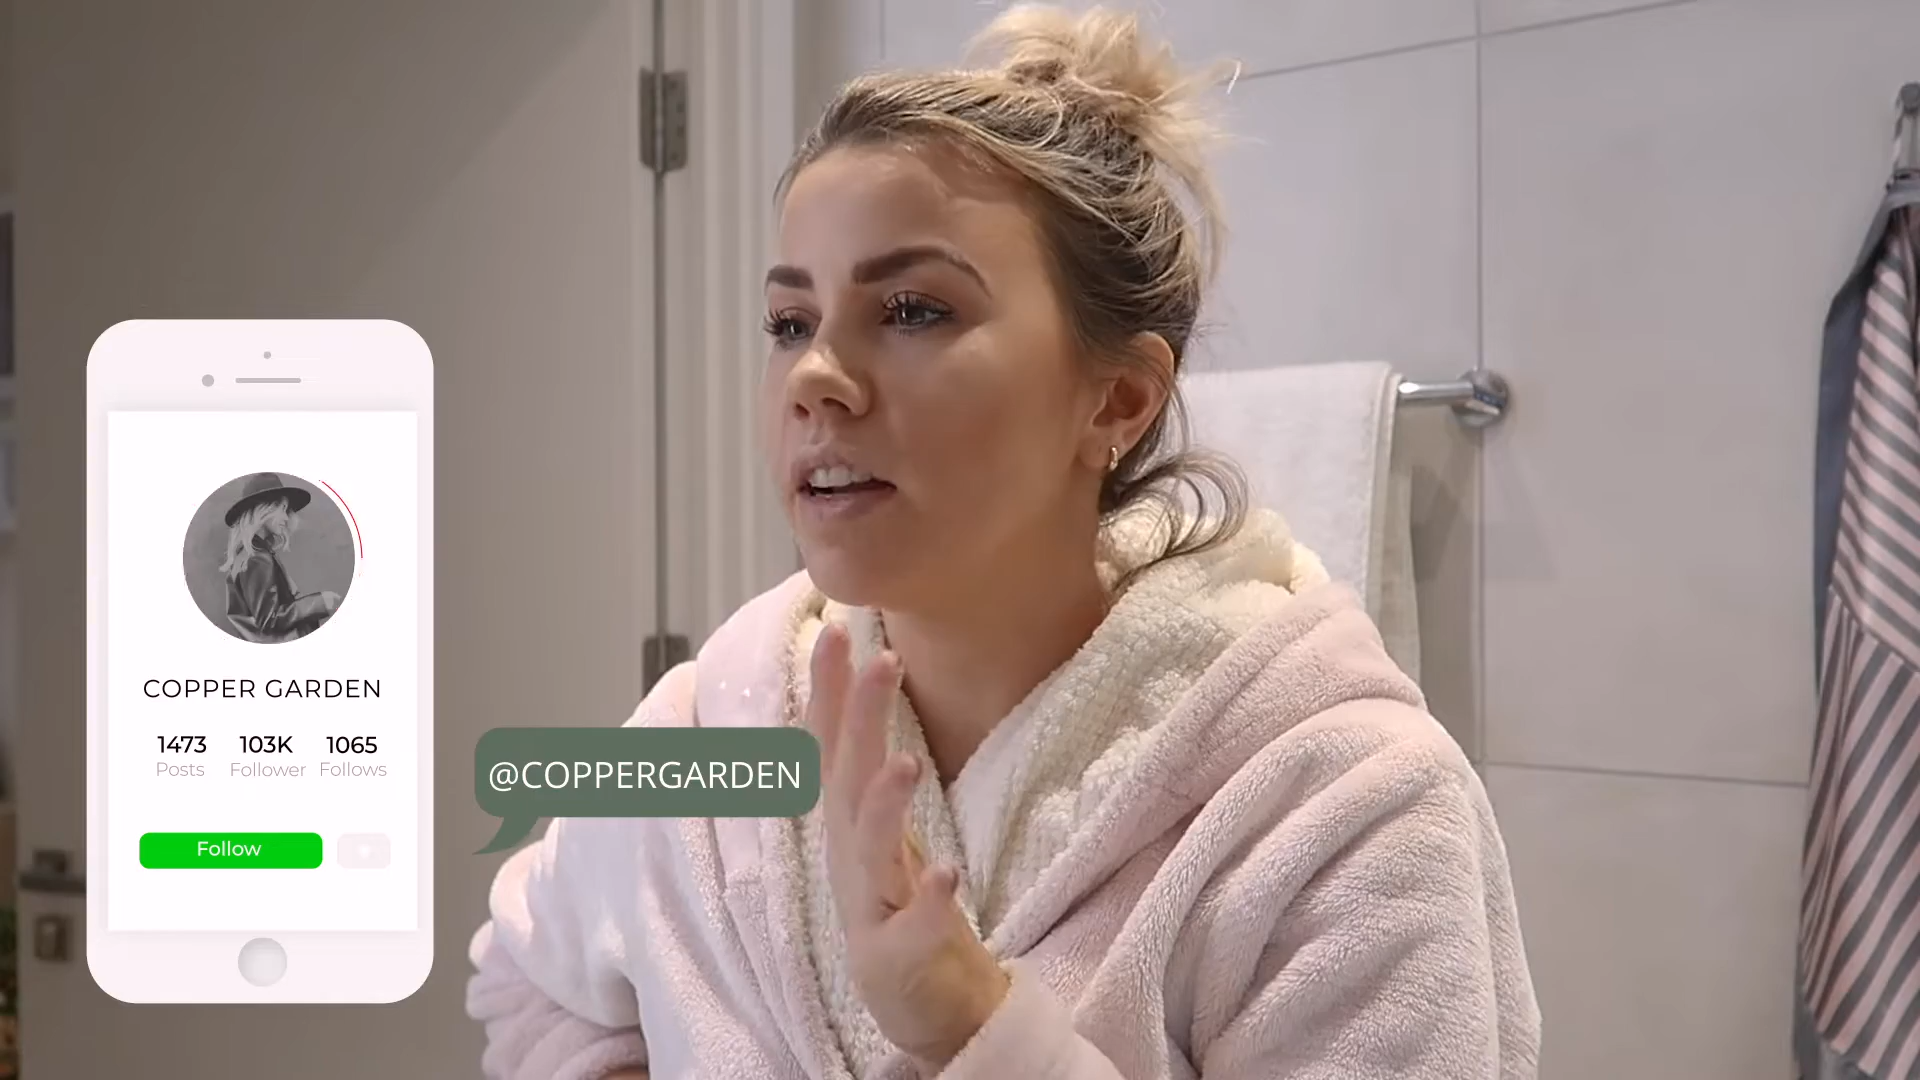 COPPER GARDEN
1473 103K 1065
Posts Follower Follows
Follow
@COPPERGARDEN